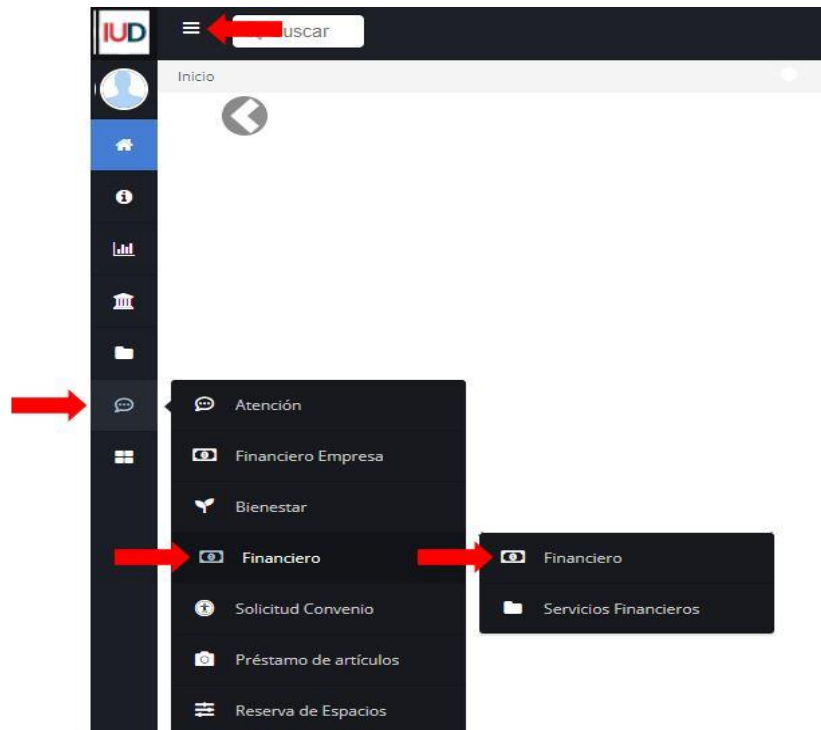 IUD
uscar
Inicio
Atención
Financiero Empresa
Bienestar
Financiero
Financiero
Solicitud Convenio
Servicios Financieros
Préstamo de artículos
Reserva de Espacios